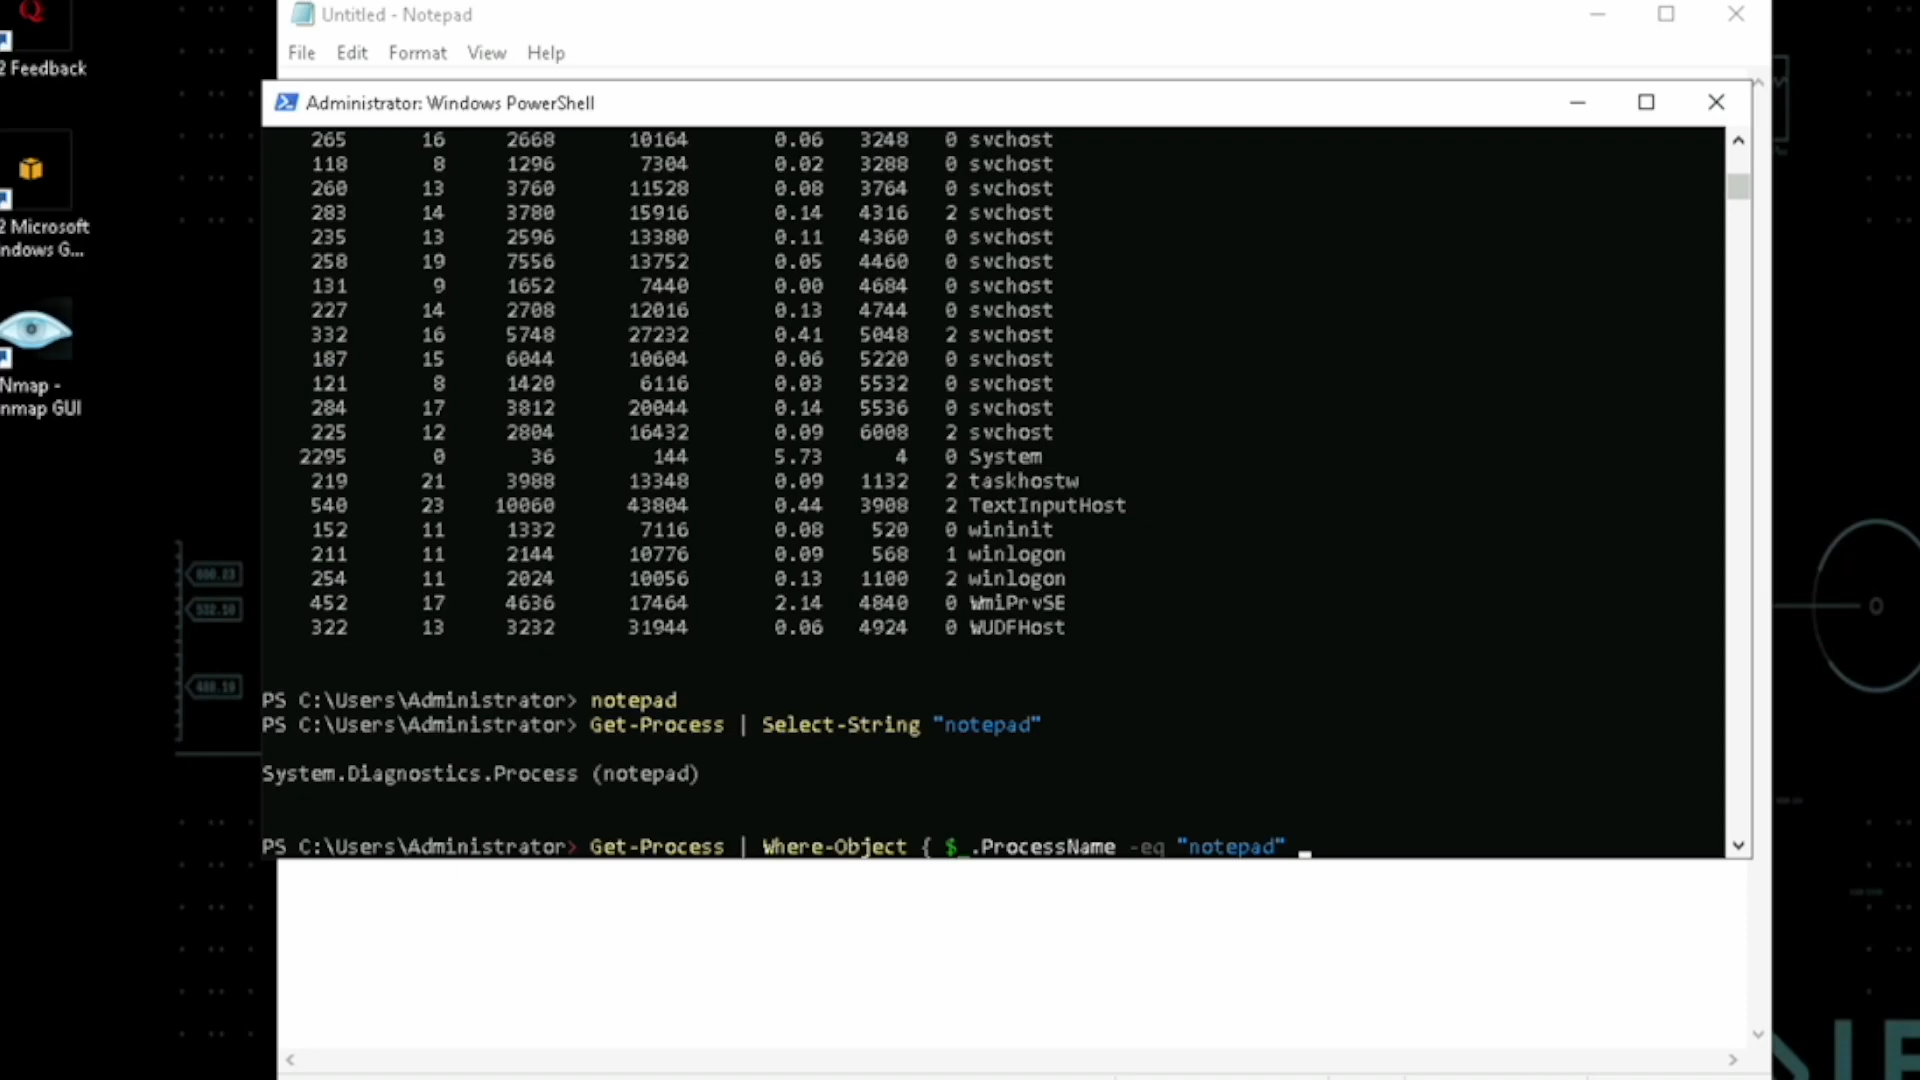 Untitled - Notepad
File Edit Format View Help
2 Feedback
2 Microsoft
ndows G...
Nmap -
nmap GUI
Administrator: Windows PowerShell
265 16 2668 10164 0.06 3248 0 svchost
118 8 1296 7304 0.02 3288 0 svchost
260 13 3760 11528 0.08 3764 0 svchost
283 14 3780 15916 0.14 4316 2 svchost
235 13 2596 13380 0.11 4360 0 svchost
258 19 7556 13752 0.05 4460 0 svchost
131 9 1652 7440 0.00 4684 0 svchost
227 14 2708 12016 0.13 4744 0 svchost
332 16 5748 27232 0.41 5048 2 svchost
187 15 6044 10604 0.06 5220 0 svchost
121 8 1420 6116 0.03 5532 0 svchost
284 17 3812 20044 0.14 5536 0 svchost
225 12 2804 16432 0.09 6008 2 svchost
2295 0 36 144 5.73 4 0 System
219 21 3988 13348 0.09 1132 2 taskhostw
540 23 10060 43804 0.44 3908 2 TextInputHost
152 11 1332 7116 0.08 520 0 wininit
211 11 2144 10776 0.09 568 1 winlogon
254 11 2024 10056 0.13 1100 2 winlogon
452 17 4636 17464 2.14 4840 0 WmiPrvSE
322 13 3232 31944 0.06 4924 0 WUDFHost
PS C:\Users\Administrator> notepad
PS C:\Users\Administrator> Get-Process | Select-String "notepad"
System.Diagnostics.Process (notepad)
PS C:\Users\Administrator> Get-Process | Where-Object { $_.ProcessName -eq "notepad"